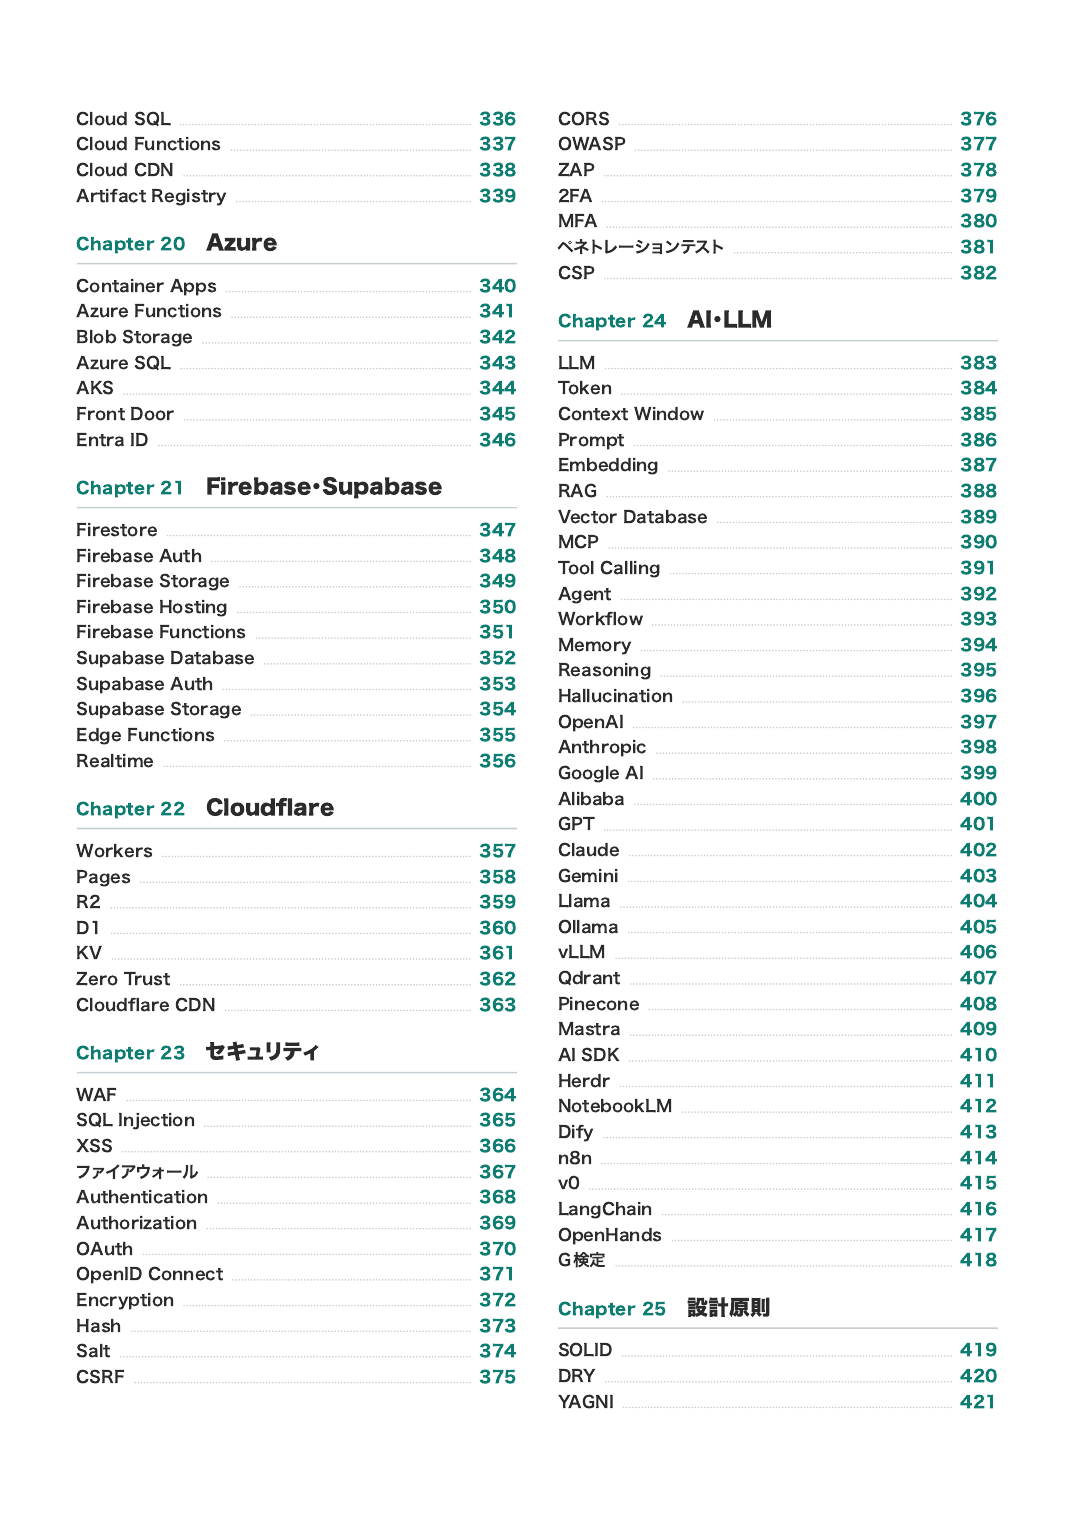 Cloud SQL 336
Cloud Functions 337
Cloud CDN 338
Artifact Registry 339
Chapter 20 Azure
Container Apps 340
Azure Functions 341
Blob Storage 342
Azure SQL 343
AKS 344
Front Door 345
Entra ID 346
Chapter 21 Firebase・Supabase
Firestore 347
Firebase Auth 348
Firebase Storage 349
Firebase Hosting 350
Firebase Functions 351
Supabase Database 352
Supabase Auth 353
Supabase Storage 354
Edge Functions 355
Realtime 356
Chapter 22 Cloudflare
Workers 357
Pages 358
R2 359
D1 360
KV 361
Zero Trust 362
Cloudflare CDN 363
Chapter 23 セキュリティ
WAF 364
SQL Injection 365
XSS 366
ファイアウォール 367
Authentication 368
Authorization 369
OAuth 370
OpenID Connect 371
Encryption 372
Hash 373
Salt 374
CSRF 375
CORS 376
OWASP 377
ZAP 378
2FA 379
MFA 380
ペネトレーションテスト 381
CSP 382
Chapter 24 AI・LLM
LLM 383
Token 384
Context Window 385
Prompt 386
Embedding 387
RAG 388
Vector Database 389
MCP 390
Tool Calling 391
Agent 392
Workflow 393
Memory 394
Reasoning 395
Hallucination 396
OpenAI 397
Anthropic 398
Google AI 399
Alibaba 400
GPT 401
Claude 402
Gemini 403
Llama 404
Ollama 405
vLLM 406
Qdrant 407
Pinecone 408
Mastra 409
AI SDK 410
Herdr 411
NotebookLM 412
Dify 413
n8n 414
v0 415
LangChain 416
OpenHands 417
G検定 418
Chapter 25 設計原則
SOLID 419
DRY 420
YAGNI 421